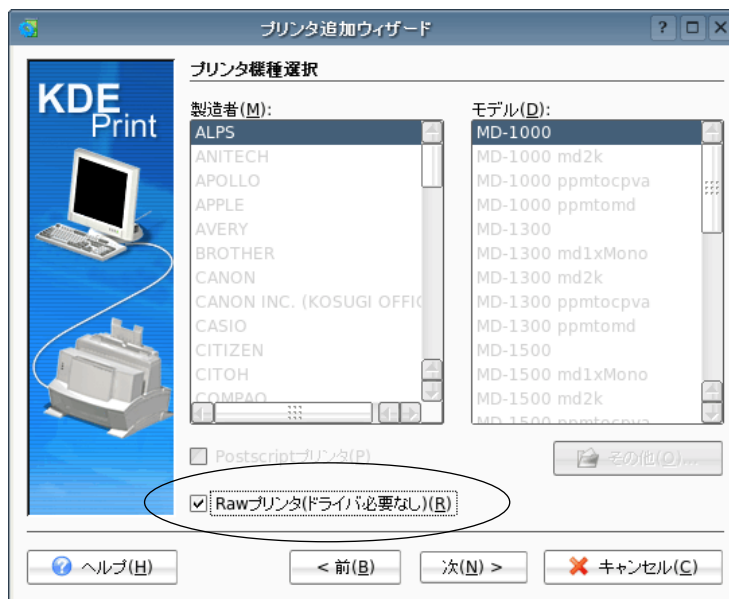 プリンタ追加ウィザード
KDE
Print
プリンタ機種選択
製造者(M):
ALPS
ANITECH
APOLLO
APPLE
AVERY
BROTHER
CANON
CANON INC. (KOSUGI OFFIC
CASIO
CITIZEN
CITOH
COMPAQ
モデル(D):
MD-1000
MD-1000 md2k
MD-1000 ppmtocpva
MD-1000 ppmtomd
MD-1300
MD-1300 md1xMono
MD-1300 md2k
MD-1300 ppmtocpva
MD-1300 ppmtomd
MD-1500
MD-1500 md1xMono
MD-1500 md2k
MD-1500 ppmtocpva
Postscriptプリンタ(P)
その他(O)...
Rawプリンタ(ドライバ必要なし)(R)
ヘルプ(H)
< 前(B)
次(N) >
キャンセル(C)